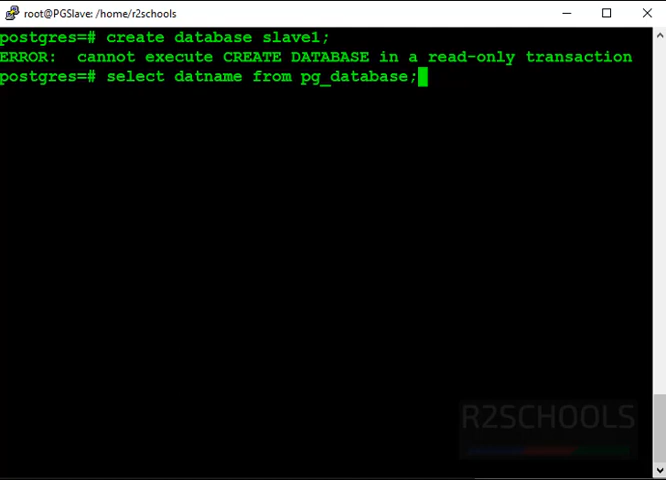 root@PGSlave: /home/r2schools
postgres=# create database slave1;
ERROR:  cannot execute CREATE DATABASE in a read-only transaction
postgres=# select datname from pg_database;
R2SCHOOLS